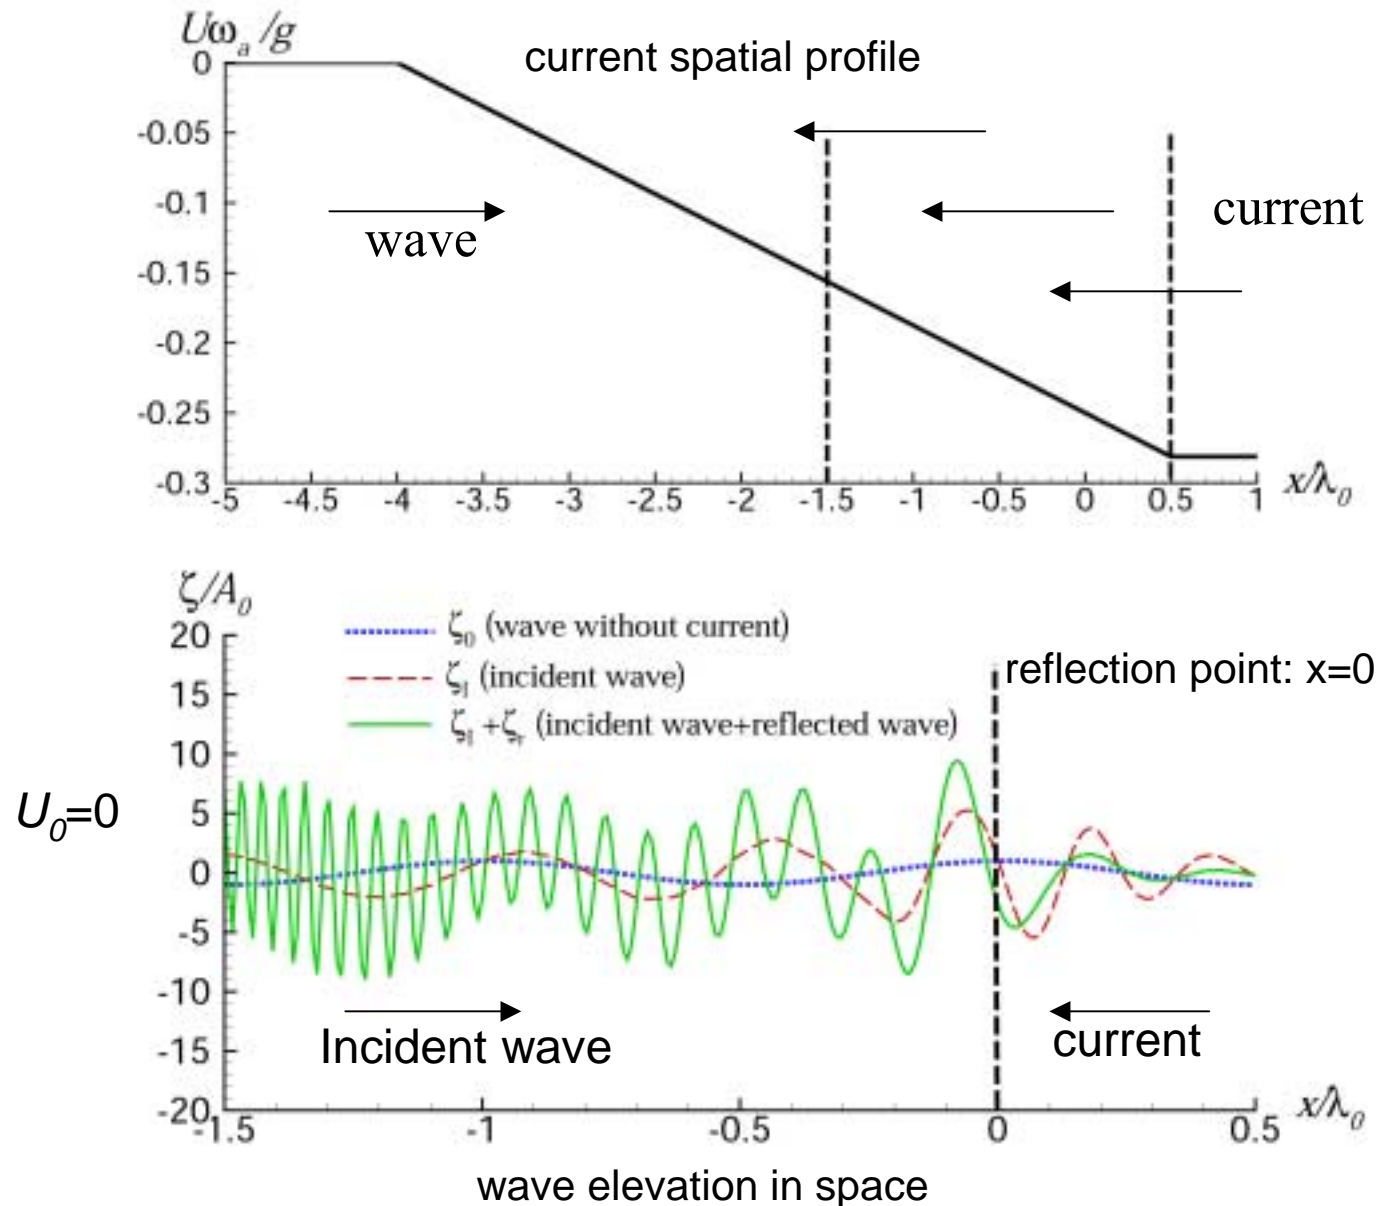 Uω_a /g
current spatial profile
0
-0.05
-0.1
-0.15
-0.2
-0.25
-0.3
wave
current
-5 -4.5 -4 -3.5 -3 -2.5 -2 -1.5 -1 -0.5 0 0.5 1 x/λ_0
ζ/A_0
20
15
10
5
0
-5
-10
-15
-20
ζ_0 (wave without current)
ζ_I (incident wave)
ζ_I +ζ_r (incident wave+reflected wave)
reflection point: x=0
U_0=0
Incident wave
current
-1.5 -1 -0.5 0 0.5 x/λ_0
wave elevation in space